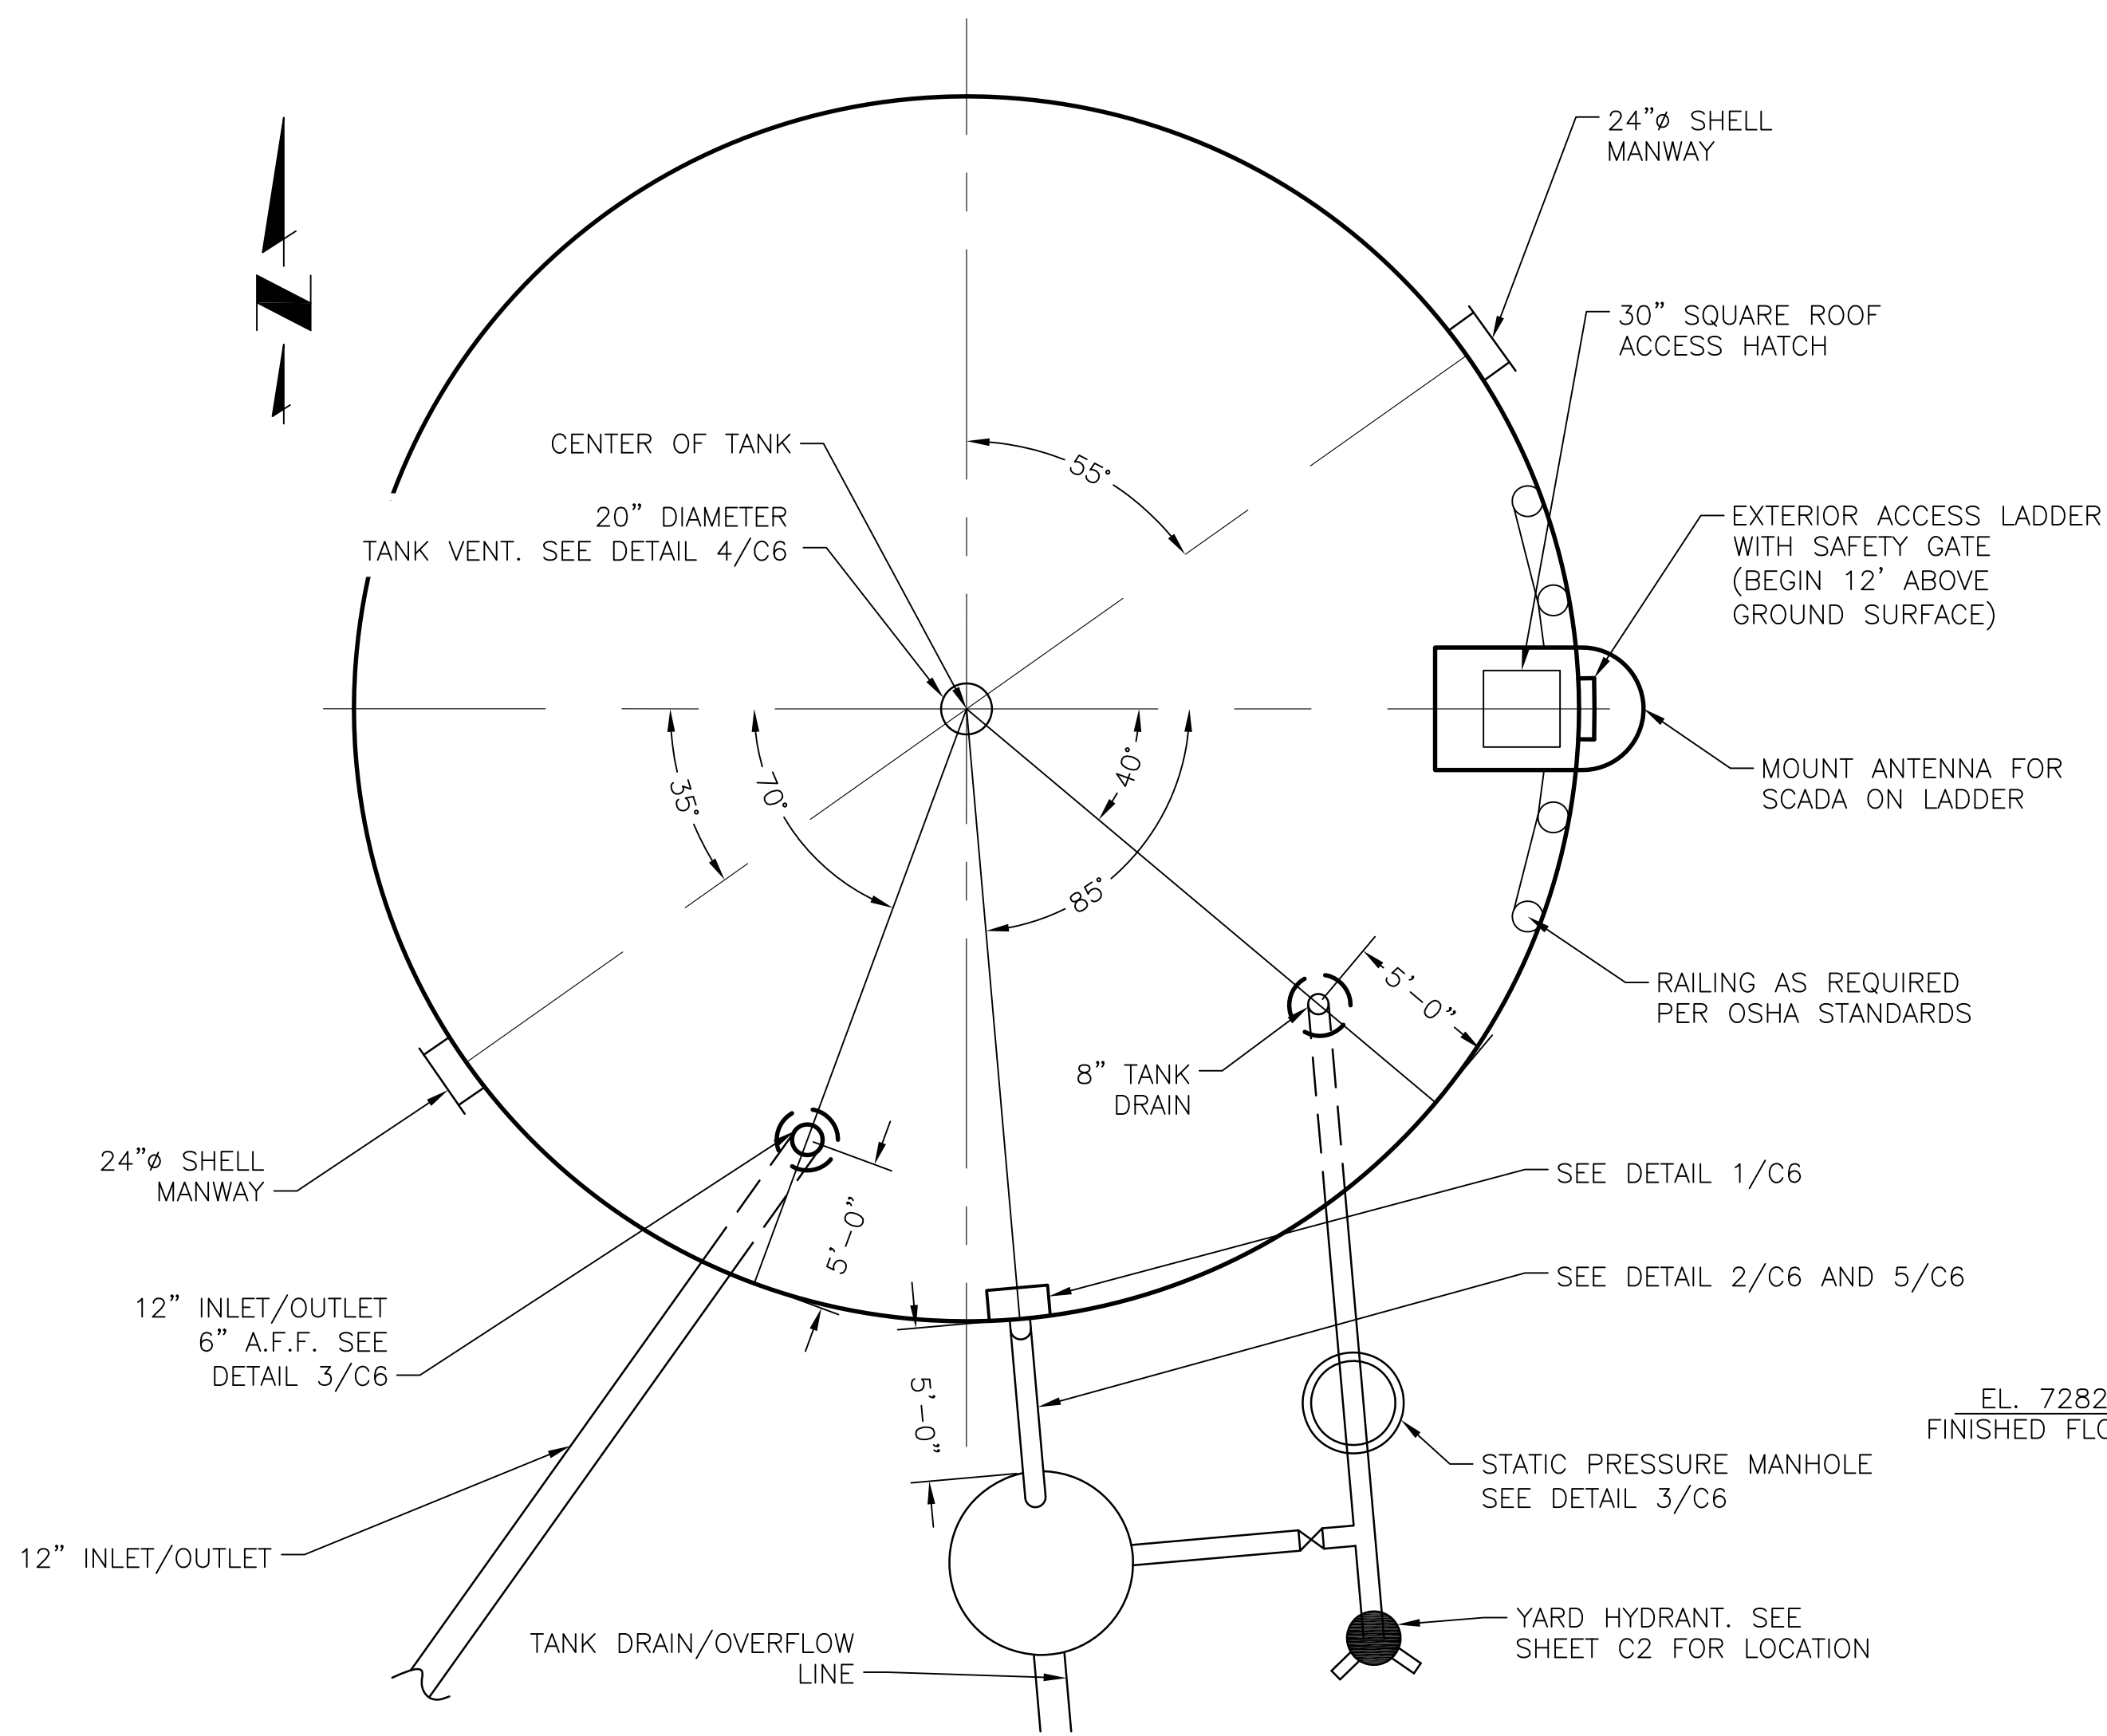 24"ø SHELL
MANWAY
N
30" SQUARE ROOF
ACCESS HATCH
CENTER OF TANK
55°
20" DIAMETER
TANK VENT. SEE DETAIL 4/C6
EXTERIOR ACCESS LADDER
WITH SAFETY GATE
(BEGIN 12' ABOVE
GROUND SURFACE)
35°
70°
40°
85°
MOUNT ANTENNA FOR
SCADA ON LADDER
5'-0"
RAILING AS REQUIRED
PER OSHA STANDARDS
8" TANK
DRAIN
24"ø SHELL
MANWAY
SEE DETAIL 1/C6
5'-0"
SEE DETAIL 2/C6 AND 5/C6
12" INLET/OUTLET
6" A.F.F. SEE
DETAIL 3/C6
5'-0"
EL. 7282
FINISHED FLO
STATIC PRESSURE MANHOLE
SEE DETAIL 3/C6
12" INLET/OUTLET
YARD HYDRANT. SEE
SHEET C2 FOR LOCATION
TANK DRAIN/OVERFLOW
LINE